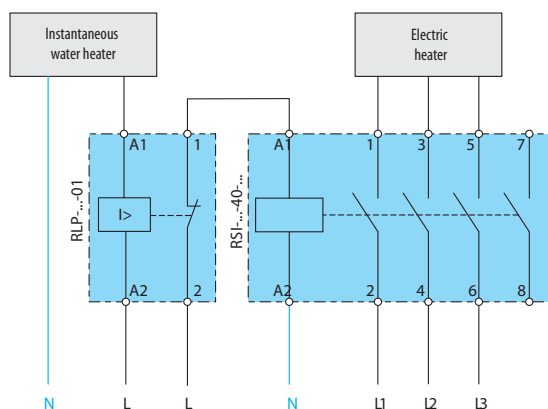 Instantaneous
water heater
Electric
heater
A1 1 A1 1 3 5 7
RLP-...-01
I>
RSI-...-40-...
A2 2 A2 2 4 6 8
N L L N L1 L2 L3